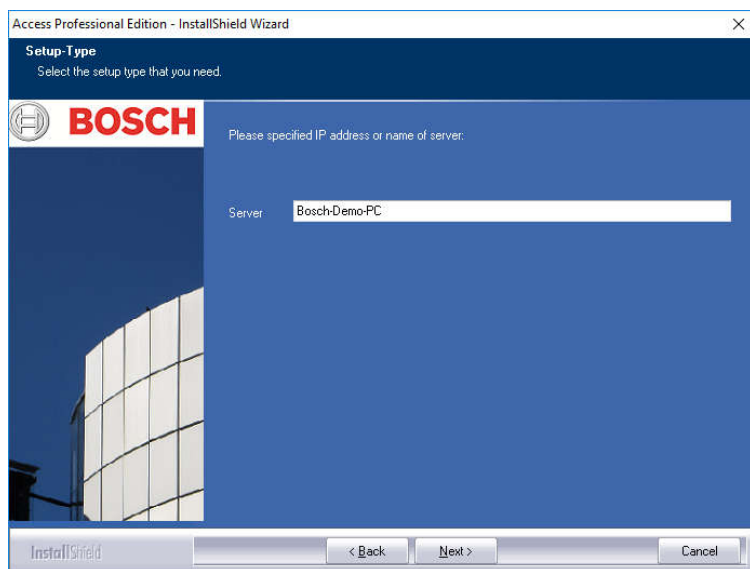 Access Professional Edition - InstallShield Wizard
Setup-Type
Select the setup type that you need.
BOSCH
Please specified IP address or name of server:
Server Bosch-Demo-PC
InstallShield
< Back Next > Cancel